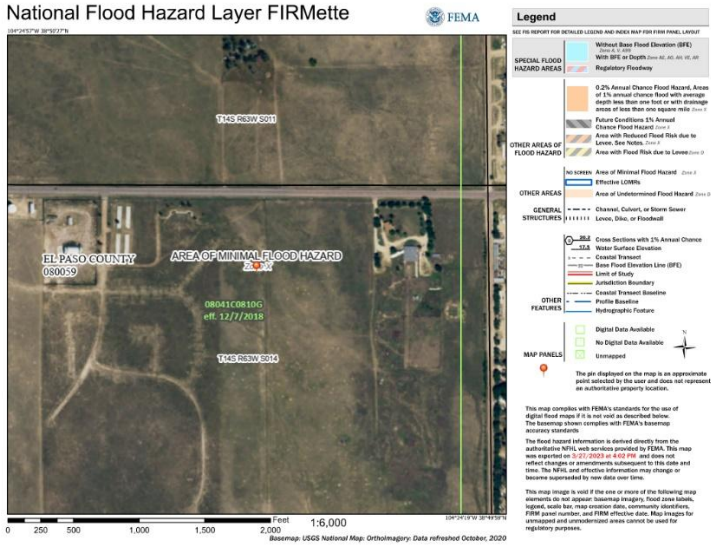 National Flood Hazard Layer FIRMette
FEMA
Legend
SEE FIS REPORT FOR DETAILED LEGEND AND INDEX MAP FOR FIRM PANEL LAYOUT
SPECIAL FLOOD
HAZARD AREAS
Without Base Flood Elevation (BFE)
Zone A, V, A99
With BFE or Depth Zone AE, AO, AH, VE, AR
Regulatory Floodway
OTHER AREAS OF
FLOOD HAZARD
0.2% Annual Chance Flood Hazard, Areas
of 1% annual chance flood with average
depth less than one foot or with drainage
areas of less than one square mile Zone X
Future Conditions 1% Annual
Chance Flood Hazard Zone X
Area with Reduced Flood Risk due to
Levee. See Notes. Zone X
Area with Flood Risk due to Levee Zone D
OTHER AREAS
NO SCREEN Area of Minimal Flood Hazard Zone X
Effective LOMRs
Area of Undetermined Flood Hazard Zone D
GENERAL
STRUCTURES
Channel, Culvert, or Storm Sewer
Levee, Dike, or Floodwall
OTHER
FEATURES
20.2 Cross Sections with 1% Annual Chance
17.5 Water Surface Elevation
Coastal Transect
Base Flood Elevation Line (BFE)
Limit of Study
Jurisdiction Boundary
Coastal Transect Baseline
Profile Baseline
Hydrographic Feature
MAP PANELS
Digital Data Available
No Digital Data Available
Unmapped
N
The pin displayed on the map is an approximate
point selected by the user and does not represent
an authoritative property location.
This map complies with FEMA's standards for the use of
digital flood maps if it is not void as described below.
The basemap shown complies with FEMA's basemap
accuracy standards
The flood hazard information is derived directly from the
authoritative NFHL web services provided by FEMA. This map
was exported on 3/27/2023 at 4:02 PM and does not
reflect changes or amendments subsequent to this date and
time. The NFHL and effective information may change or
become superseded by new data over time.
This map image is void if the one or more of the following map
elements do not appear: basemap imagery, flood zone labels,
legend, scale bar, map creation date, community identifiers,
FIRM panel number, and FIRM effective date. Map images for
unmapped and unmodernized areas cannot be used for
regulatory purposes.
T14S R63W S011
EL PASO COUNTY
080059
AREA OF MINIMAL FLOOD HAZARD
08041C0810G
eff. 12/7/2018
T14S R63W S014
0 250 500 1,000 1,500 2,000 Feet 1:6,000
Basemap: USGS National Map: Orthoimagery: Data refreshed October, 2020